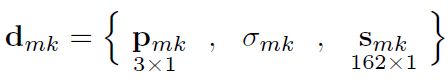 d_{mk} = { p_{mk} , σ_{mk} , s_{mk} }
3×1 162×1